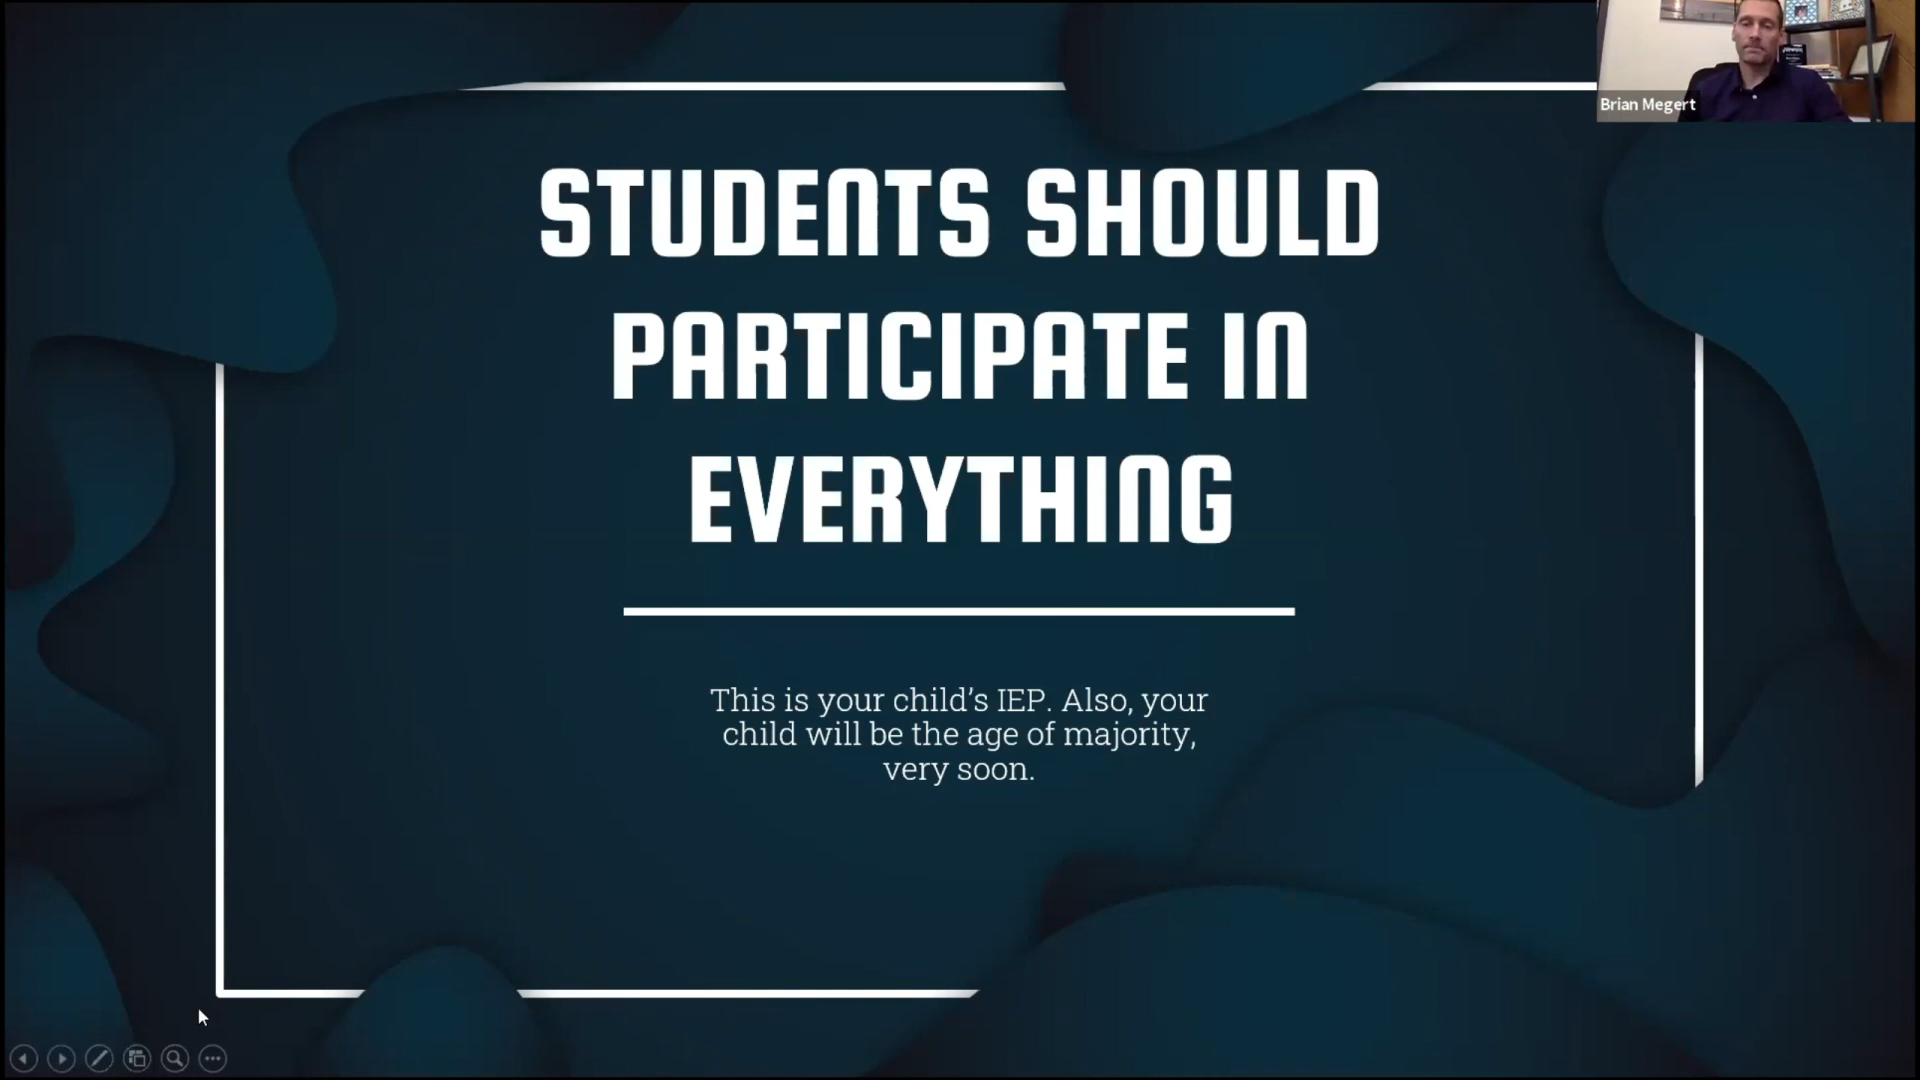 Brian Megert
STUDENTS SHOULD
PARTICIPATE IN
EVERYTHING
This is your child’s IEP. Also, your
child will be the age of majority,
very soon.